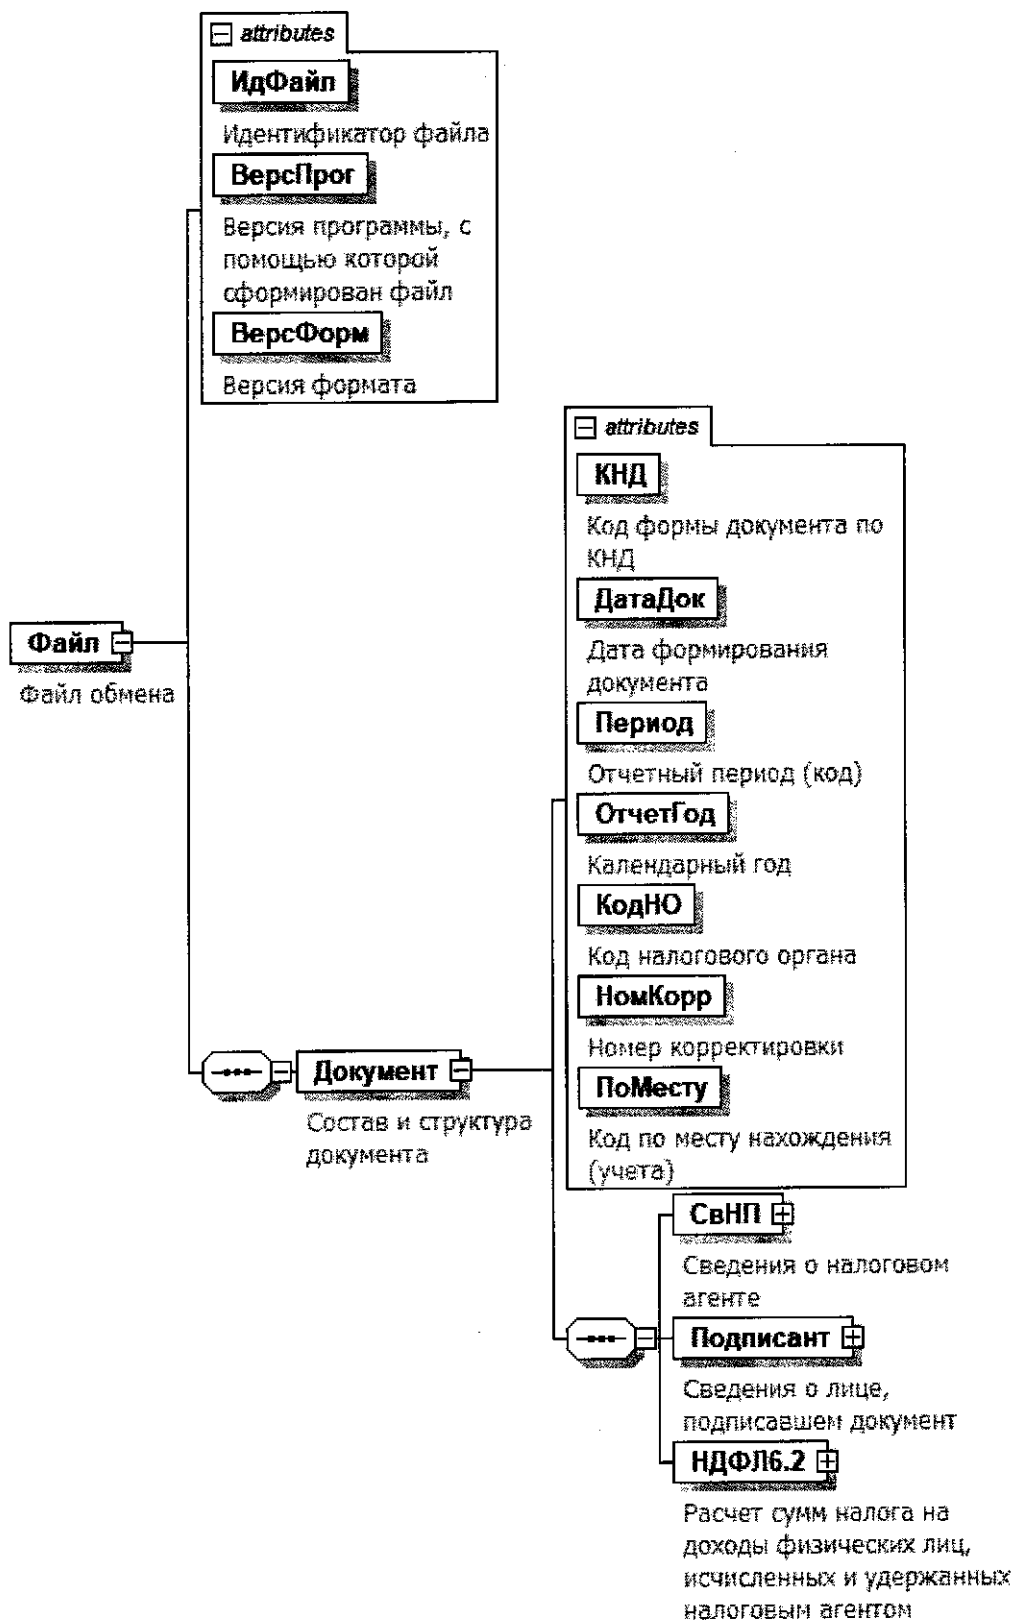 attributes
ИдФайл
Идентификатор файла
ВерсПрог
Версия программы, с
помощью которой
сформирован файл
ВерсФорм
Версия формата
attributes
КНД
Код формы документа по
КНД
ДатаДок
Дата формирования
документа
Период
Отчетный период (код)
ОтчетГод
Календарный год
КодНО
Код налогового органа
НомКорр
Номер корректировки
ПоМесту
Код по месту нахождения
(учета)
Файл
Файл обмена
Документ
Состав и структура
документа
СвНП
Сведения о налоговом
агенте
Подписант
Сведения о лице,
подписавшем документ
НДФЛ6.2
Расчет сумм налога на
доходы физических лиц,
исчисленных и удержанных
налоговым агентом